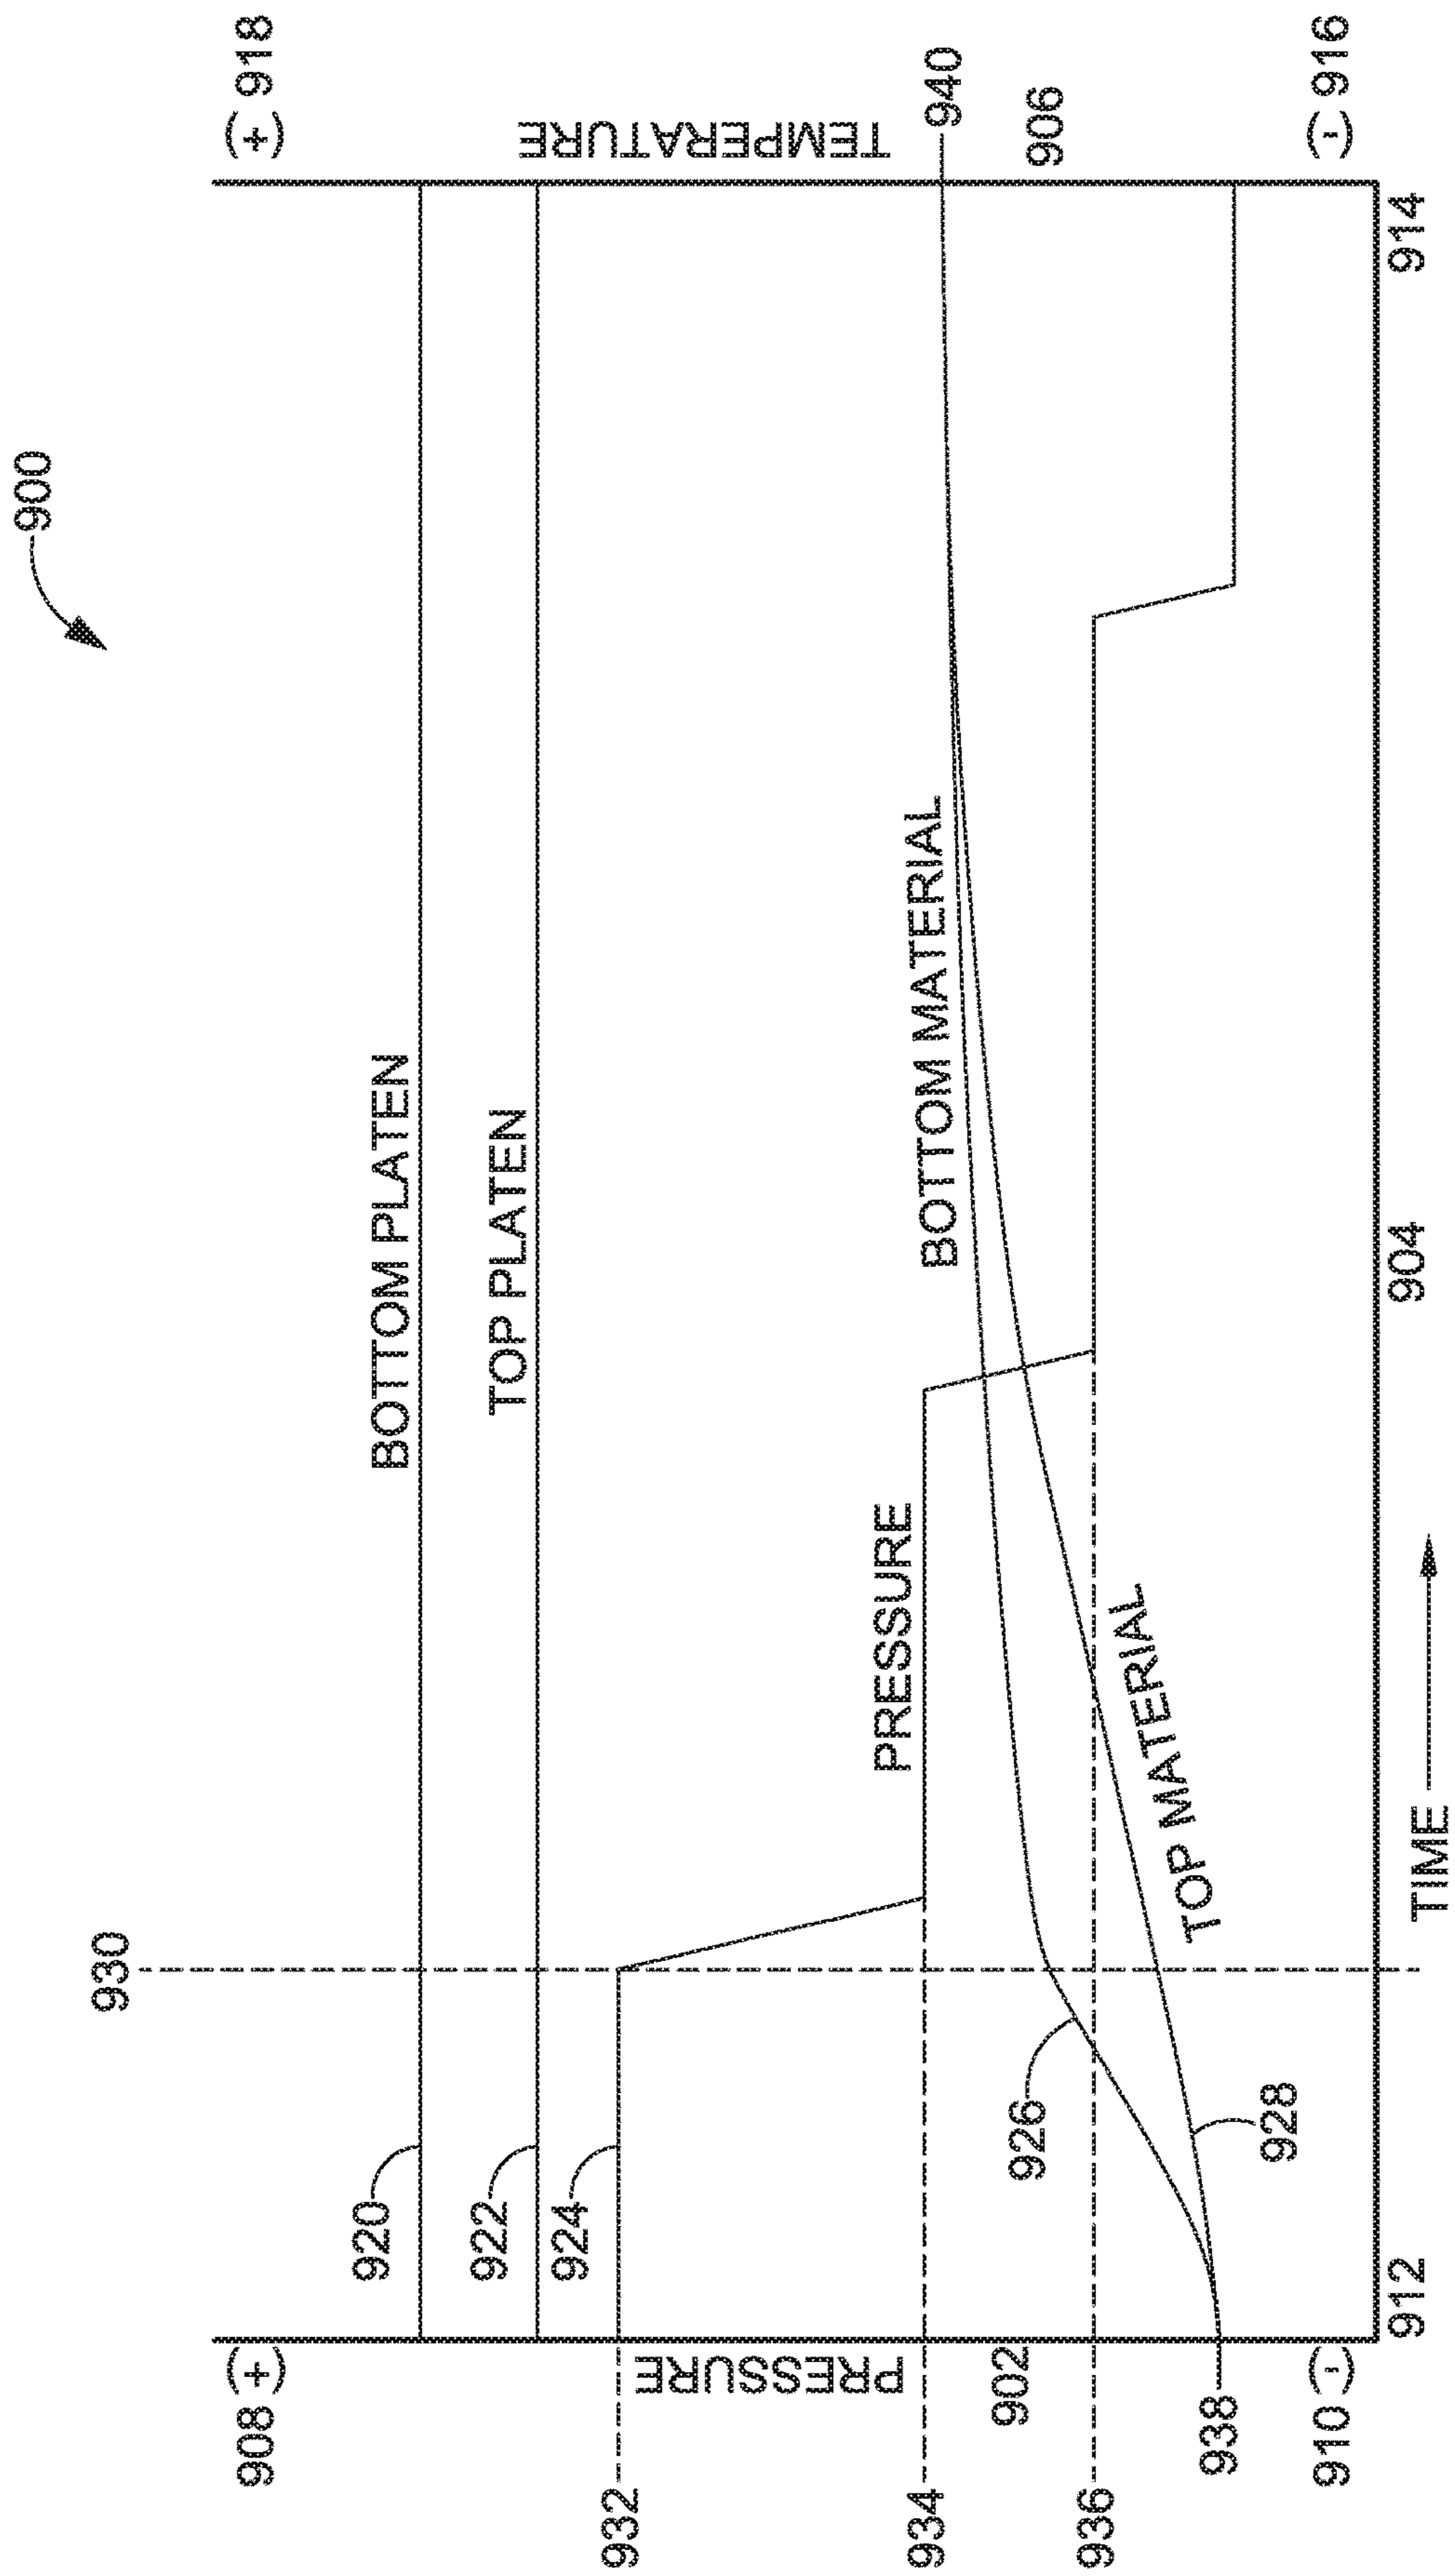 900
930
908 (+)
(+) 918
PRESSURE
TEMPERATURE
BOTTOM PLATEN
920
TOP PLATEN
922
924
932
PRESSURE
934
BOTTOM MATERIAL
940
902
906
926
936
TOP MATERIAL
928
938
910 (-)
(-) 916
912
904
914
TIME